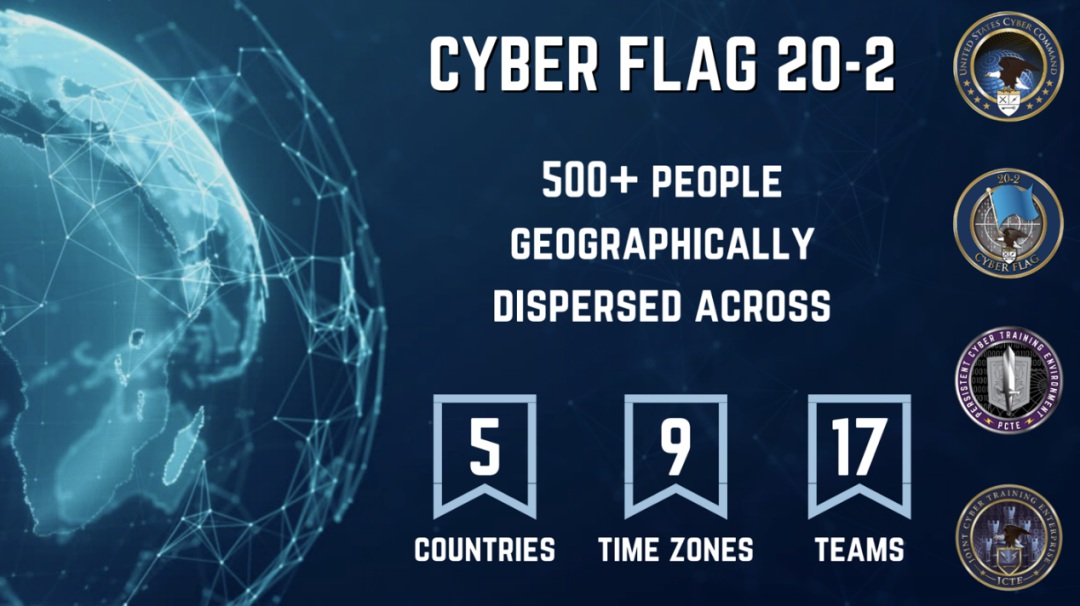 CYBER FLAG 20-2
500+ PEOPLE
GEOGRAPHICALLY
DISPERSED ACROSS
5
9
17
COUNTRIES
TIME ZONES
TEAMS
UNITED STATES CYBER COMMAND
20-2
CYBER FLAG
PERSISTENT CYBER TRAINING ENVIRONMENT
PCTE
JOINT CYBER TRAINING ENTERPRISE
JCTE